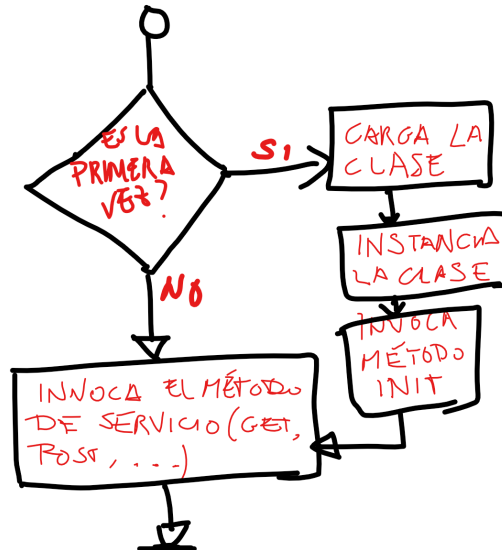 ES LA
PRIMERA
VEZ?
SI
CARGA LA
CLASE
INSTANCIA
LA CLASE
INVOCA
MÉTODO
INIT
NO
INVOCA EL MÉTODO
DE SERVICIO (GET,
POST, ....)